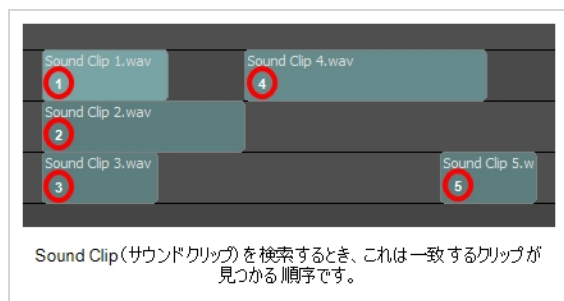 Sound Clip 1.wav
1
Sound Clip 4.wav
4
Sound Clip 2.wav
2
Sound Clip 3.wav
3
Sound Clip 5.w
5
Sound Clip(サウンドクリップ)を検索するとき、これは一致するクリップが
見つかる順序です。